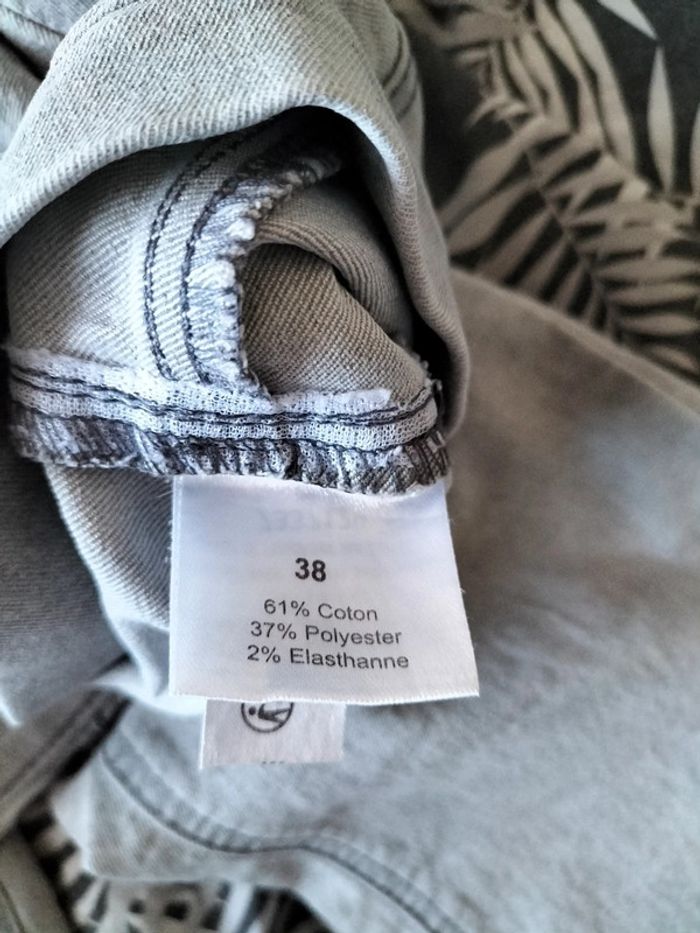 38
61% Coton
37% Polyester
2% Elasthanne